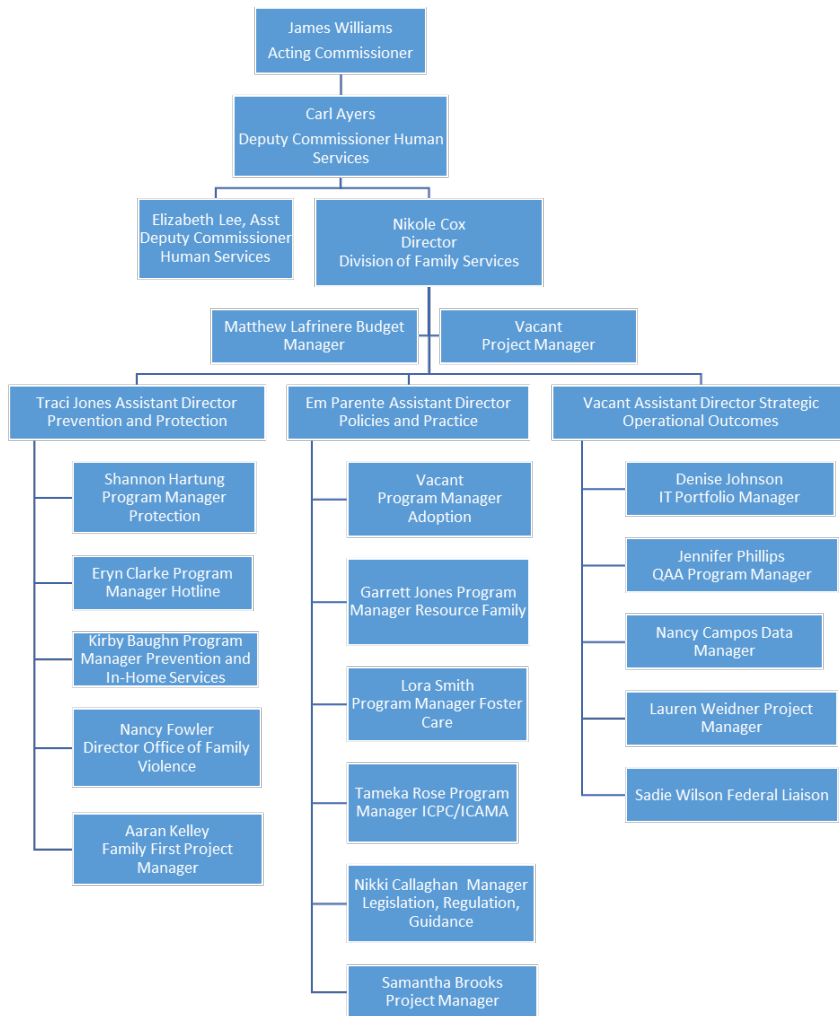 James Williams
Acting Commissioner
Carl Ayers
Deputy Commissioner Human
Services
Elizabeth Lee, Asst
Deputy Commissioner
Human Services
Nikole Cox
Director
Division of Family Services
Matthew Lafrinere Budget
Manager
Vacant
Project Manager
Traci Jones Assistant Director
Prevention and Protection
Shannon Hartung
Program Manager
Protection
Eryn Clarke Program
Manager Hotline
Kirby Baughn Program
Manager Prevention and
In-Home Services
Nancy Fowler
Director Office of Family
Violence
Aaran Kelley
Family First Project
Manager
Em Parente Assistant Director
Policies and Practice
Vacant
Program Manager
Adoption
Garrett Jones Program
Manager Resource Family
Lora Smith
Program Manager Foster
Care
Tameka Rose Program
Manager ICPC/ICAMA
Nikki Callaghan  Manager
Legislation, Regulation,
Guidance
Samantha Brooks
Project Manager
Vacant Assistant Director Strategic
Operational Outcomes
Denise Johnson
IT Portfolio Manager
Jennifer Phillips
QAA Program Manager
Nancy Campos Data
Manager
Lauren Weidner Project
Manager
Sadie Wilson Federal Liaison